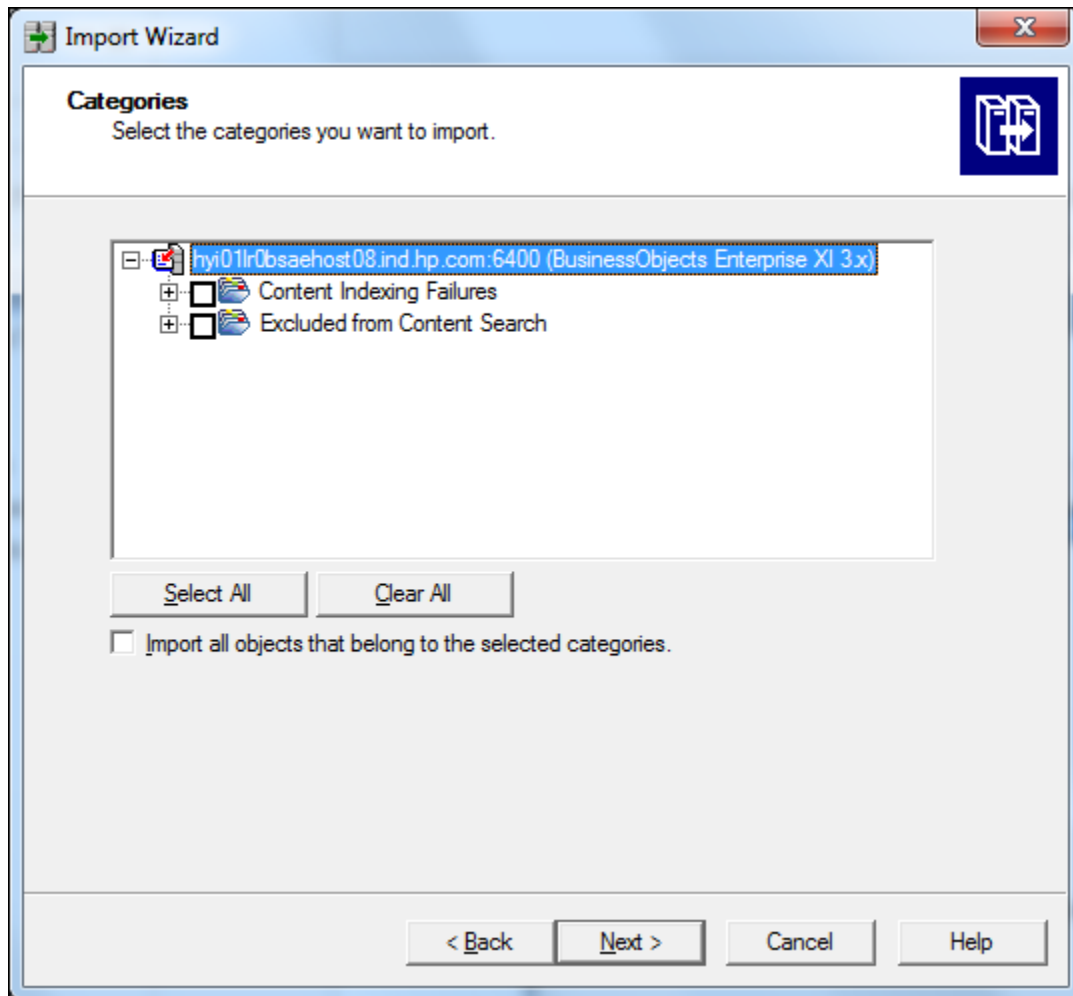 Import Wizard
Categories
Select the categories you want to import.
hyi01lr0bsaehost08.ind.hp.com:6400 (BusinessObjects Enterprise XI 3.x)
Content Indexing Failures
Excluded from Content Search
Select All
Clear All
Import all objects that belong to the selected categories.
< Back
Next >
Cancel
Help